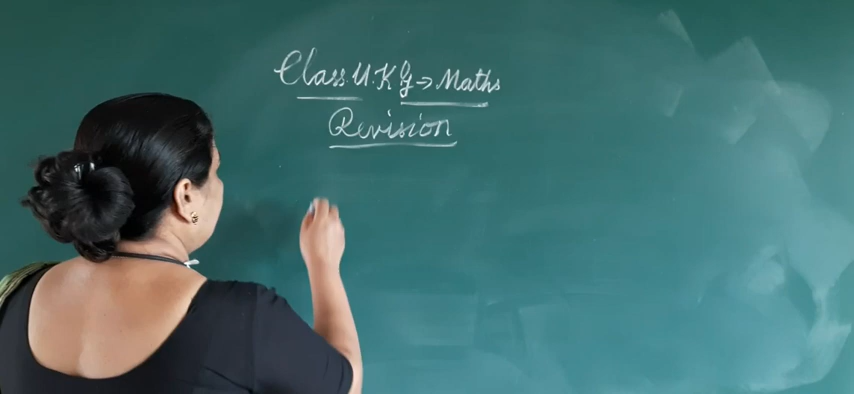 Class U.K.G → Maths
Revision